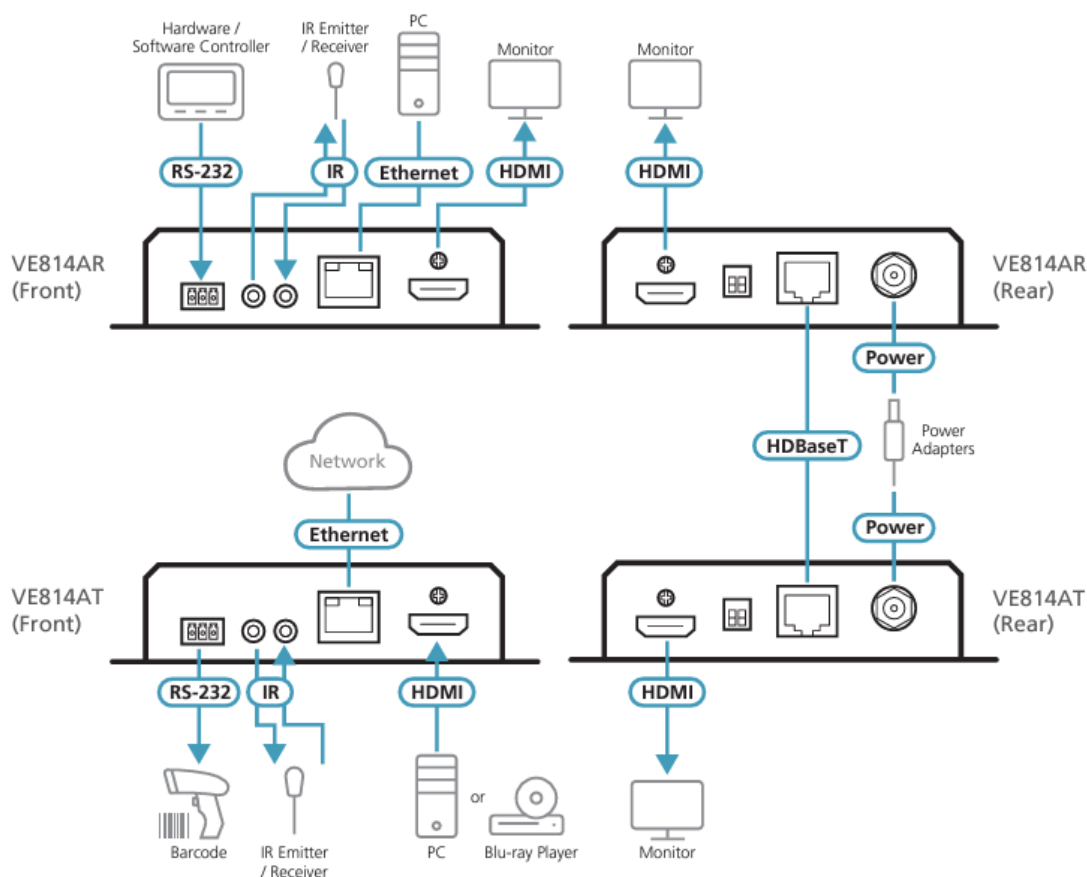 Hardware /
Software Controller
IR Emitter
/ Receiver
PC
Monitor
Monitor
RS-232
IR
Ethernet
HDMI
HDMI
VE814AR
(Front)
VE814AR
(Rear)
Power
Network
HDBaseT
Power
Adapters
Ethernet
Power
VE814AT
(Front)
VE814AT
(Rear)
RS-232
IR
HDMI
HDMI
or
Barcode
IR Emitter
/ Receiver
PC
Blu-ray Player
Monitor